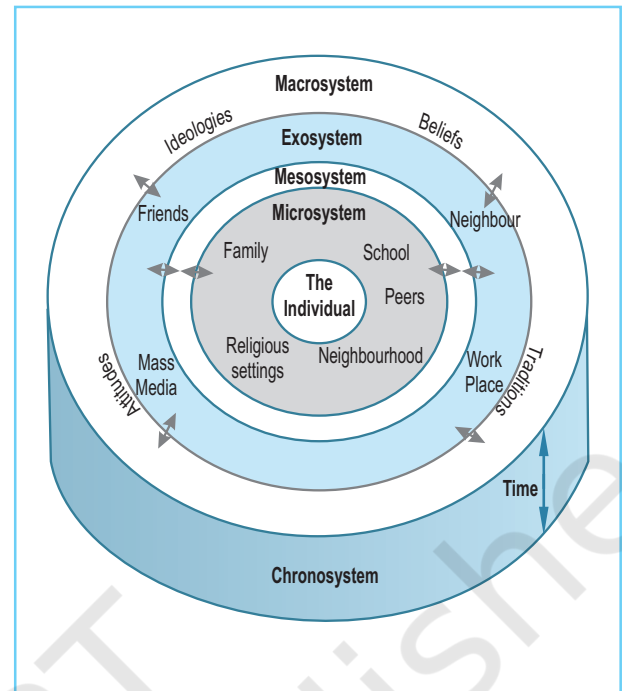 Macrosystem
Ideologies
Beliefs
Exosystem
Mesosystem
Friends
Microsystem
Neighbour
Family
School
The
Individual
Peers
Religious
settings
Neighbourhood
Mass
Media
Work
Place
Attitudes
Traditions
Time
Chronosystem